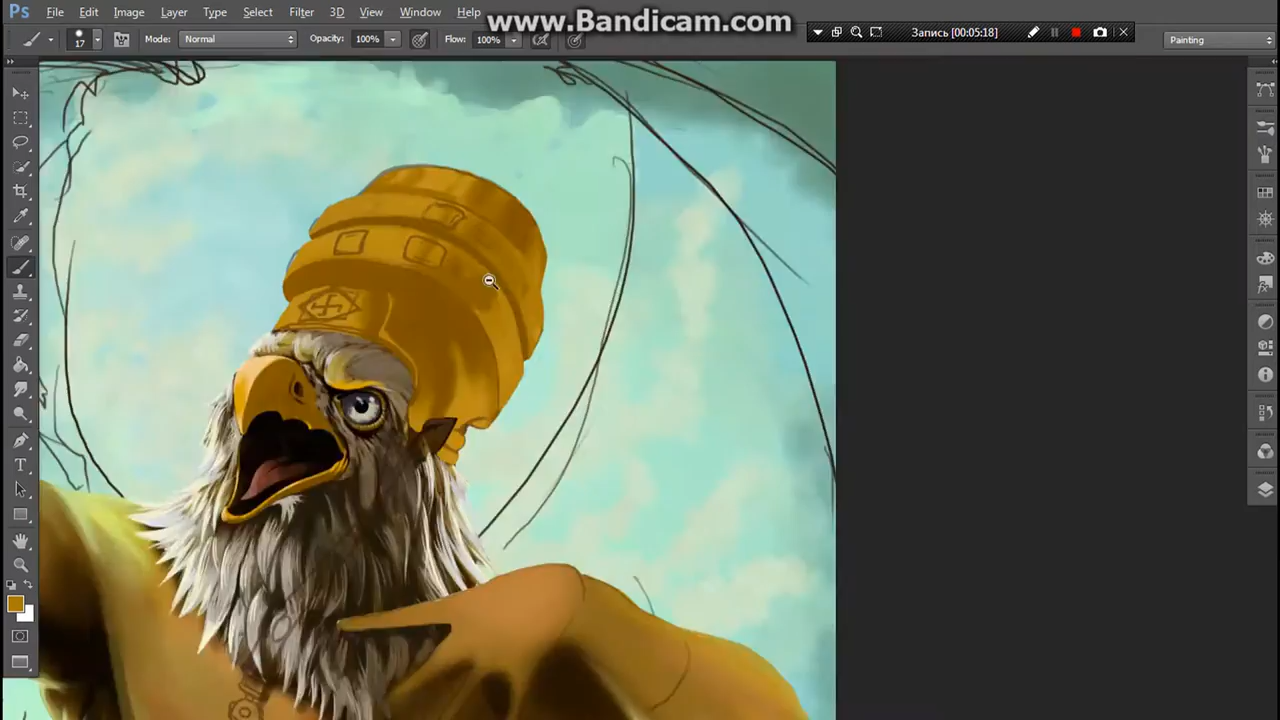 Ps File Edit Image Layer Type Select Filter 3D View Window Help
www.Bandicam.com
17 Mode: Normal Opacity: 100% Flow: 100%
Запись [00:05:18]
Painting